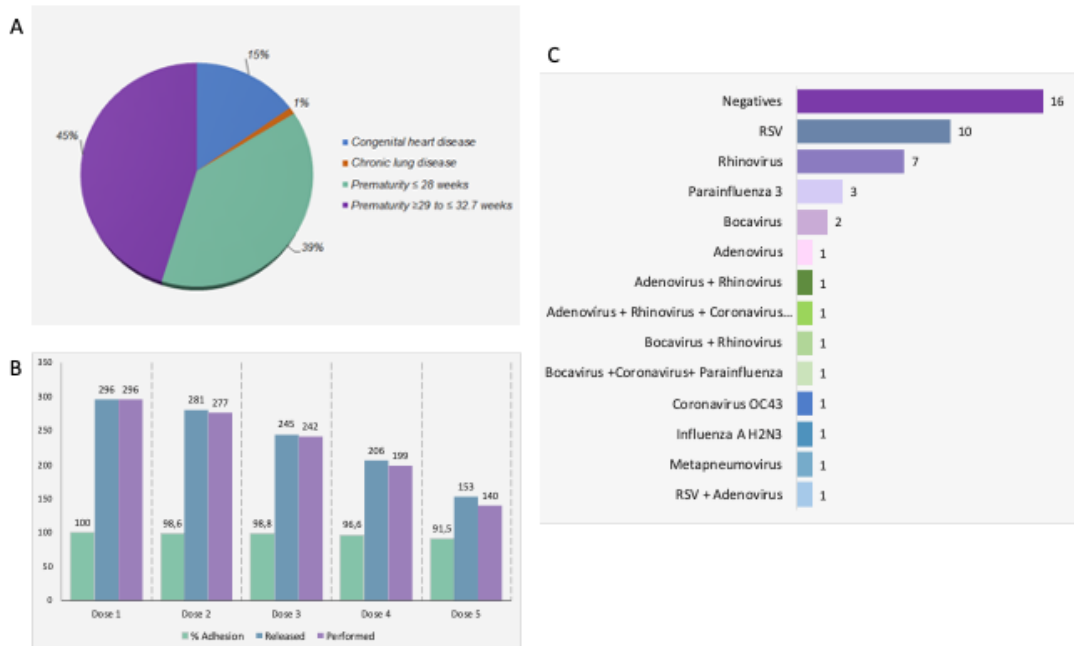 A
15%
1%
45%
39%
Congenital heart disease
Chronic lung disease
Prematurity ≤ 28 weeks
Prematurity ≥29 to ≤ 32.7 weeks
B
350
300
250
200
150
100
50
0
100
296
296
98,6
281
277
98,8
245
242
96,6
206
199
91,5
153
140
Dose 1
Dose 2
Dose 3
Dose 4
Dose 5
% Adhesion
Released
Performed
C
Negatives 16
RSV 10
Rhinovirus 7
Parainfluenza 3 3
Bocavirus 2
Adenovirus 1
Adenovirus + Rhinovirus 1
Adenovirus + Rhinovirus + Coronavirus... 1
Bocavirus + Rhinovirus 1
Bocavirus +Coronavirus+ Parainfluenza 1
Coronavirus OC43 1
Influenza A H2N3 1
Metapneumovirus 1
RSV + Adenovirus 1